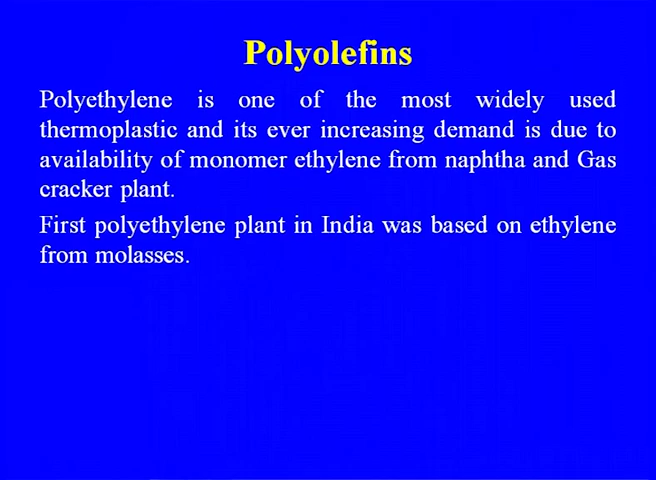 Polyolefins
Polyethylene is one of the most widely used
thermoplastic and its ever increasing demand is due to
availability of monomer ethylene from naphtha and Gas
cracker plant.
First polyethylene plant in India was based on ethylene
from molasses.